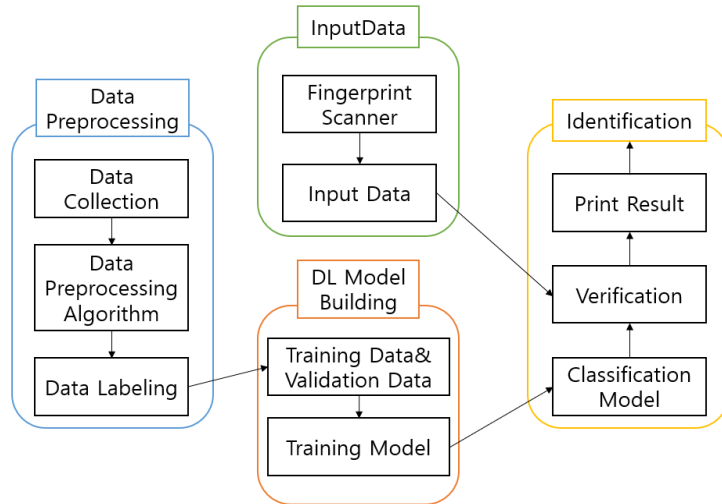 InputData
Fingerprint
Scanner
Input Data
Data
Preprocessing
Data
Collection
Data
Preprocessing
Algorithm
Data Labeling
DL Model
Building
Training Data&
Validation Data
Training Model
Identification
Print Result
Verification
Classification
Model